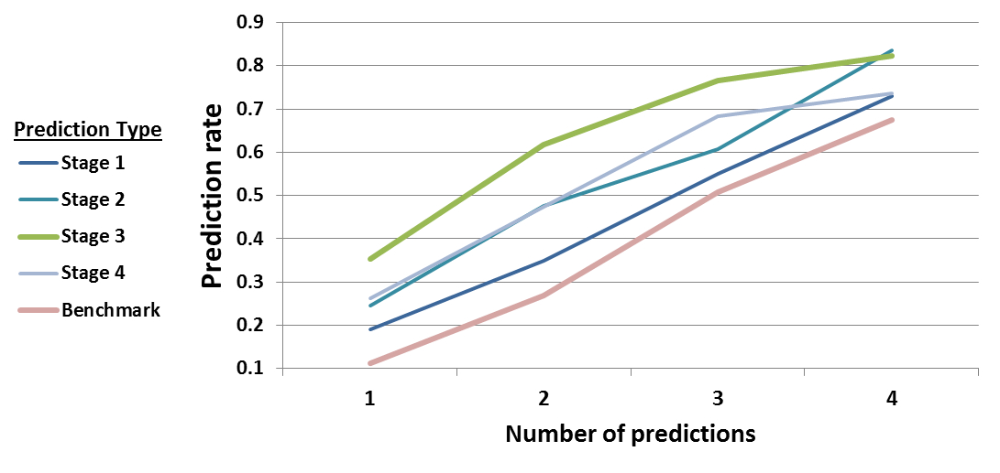 Prediction Type
Stage 1
Stage 2
Stage 3
Stage 4
Benchmark
Prediction rate
0.9
0.8
0.7
0.6
0.5
0.4
0.3
0.2
0.1
1 2 3 4
Number of predictions